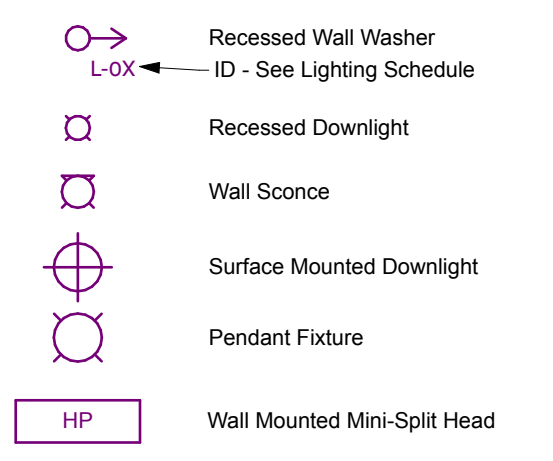 Recessed Wall Washer
L-0X ID - See Lighting Schedule
Recessed Downlight
Wall Sconce
Surface Mounted Downlight
Pendant Fixture
HP Wall Mounted Mini-Split Head